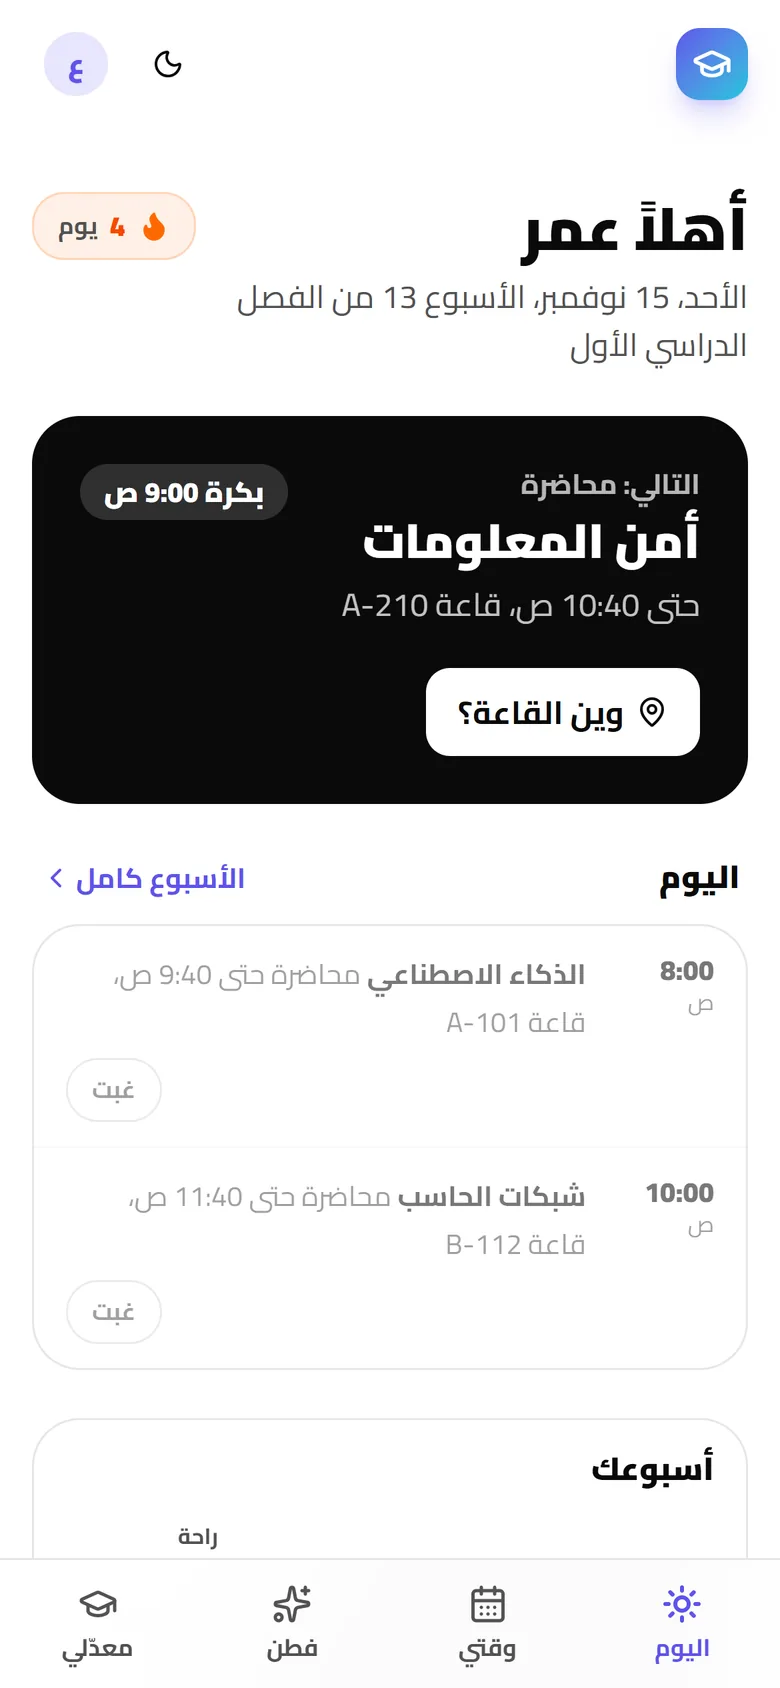 ع
أهلاً عمر
4 يوم
الأحد، 15 نوفمبر، الأسبوع 13 من الفصل
الدراسي الأول
التالي: محاضرة
بكرة 9:00 ص
أمن المعلومات
حتى 10:40 ص، قاعة A-210
وين القاعة؟
اليوم
الأسبوع كامل
8:00
ص
الذكاء الاصطناعي محاضرة حتى 9:40 ص،
قاعة A-101
غبت
10:00
ص
شبكات الحاسب محاضرة حتى 11:40 ص،
قاعة B-112
غبت
أسبوعك
راحة
اليوم
وقتي
فطن
معدّلي